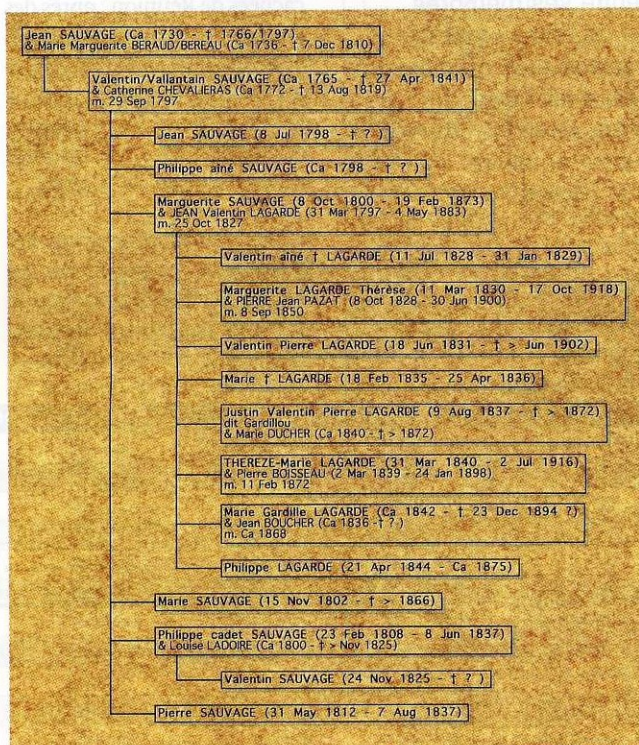 Jean SAUVAGE (Ca 1730 - † 1766/1797)
& Marie Marguerite BERAUD/BEREAU (Ca 1736 - † 7 Dec 1810)
Valentin/Vallantain SAUVAGE (Ca 1765 - † 27 Apr 1841)
& Catherine CHEVALIERAS (Ca 1772 - † 13 Aug 1819)
m. 29 Sep 1797
Jean SAUVAGE (8 Jul 1798 - † ? )
Philippe aîné SAUVAGE (Ca 1798 - † ? )
Marguerite SAUVAGE (8 Oct 1800 - 19 Feb 1873)
& JEAN Valentin LAGARDE (31 Mar 1797 - 4 May 1883)
m. 25 Oct 1827
Valentin aîné † LAGARDE (11 Jul 1828 - 31 Jan 1829)
Marguerite LAGARDE Thérèse (11 Mar 1830 - 17 Oct 1918)
& PIERRE Jean PAZAT (8 Oct 1828 - 30 Jun 1900)
m. 8 Sep 1850
Valentin Pierre LAGARDE (18 Jun 1831 - † > Jun 1902)
Marie † LAGARDE (18 Feb 1835 - 25 Apr 1836)
Justin Valentin Pierre LAGARDE (9 Aug 1837 - † > 1872)
dit Gardillou
& Marie DUCHER (Ca 1840 - † > 1872)
THEREZE-Marie LAGARDE (31 Mar 1840 - 2 Jul 1916)
& Pierre BOISSEAU (2 Mar 1839 - 24 Jan 1898)
m. 11 Feb 1872
Marie Gardille LAGARDE (Ca 1842 - † 23 Dec 1894 ?)
& Jean BOUCHER (Ca 1836 -† ? )
m. Ca 1868
Philippe LAGARDE (21 Apr 1844 - Ca 1875)
Marie SAUVAGE (15 Nov 1802 - † > 1866)
Philippe cadet SAUVAGE (23 Feb 1808 - 8 Jun 1837)
& Louise LADOIRE (Ca 1800 - † > Nov 1825)
Valentin SAUVAGE (24 Nov 1825 - † ? )
Pierre SAUVAGE (31 May 1812 - 7 Aug 1837)